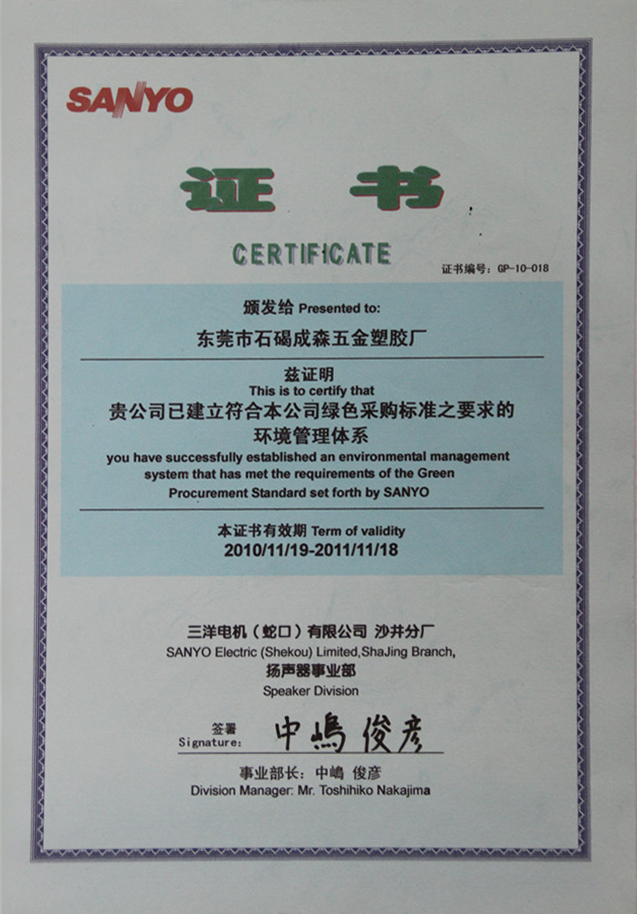 SANYO
证 书
CERTIFICATE
证书编号：GP-10-018
颁发给 Presented to:
东莞市石碣成森五金塑胶厂
兹证明
This is to certify that
贵公司已建立符合本公司绿色采购标准之要求的
环境管理体系
you have successfully established an environmental management
system that has met the requirements of the Green
Procurement Standard set forth by SANYO
本证书有效期 Term of validity
2010/11/19-2011/11/18
三洋电机（蛇口）有限公司 沙井分厂
SANYO Electric (Shekou) Limited,ShaJing Branch,
扬声器事业部
Speaker Division
签署
Signature:
中嶋 俊彦
事业部长：中嶋 俊彦
Division Manager: Mr. Toshihiko Nakajima